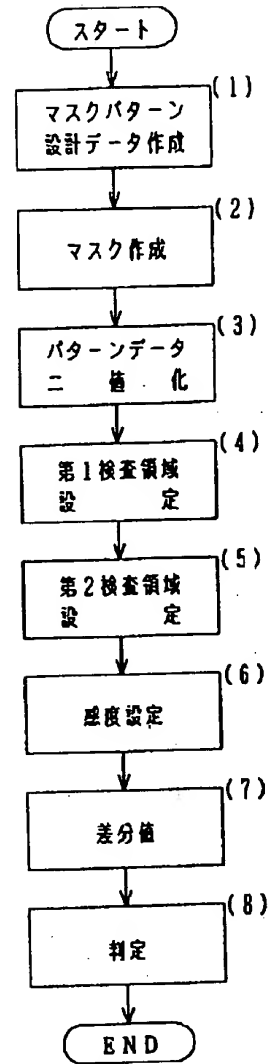 スタート
(1)
マスクパターン
設計データ作成
(2)
マスク作成
(3)
パターンデータ
二値化
(4)
第1検査領域
設定
(5)
第2検査領域
設定
(6)
感度設定
(7)
差分値
(8)
判定
END